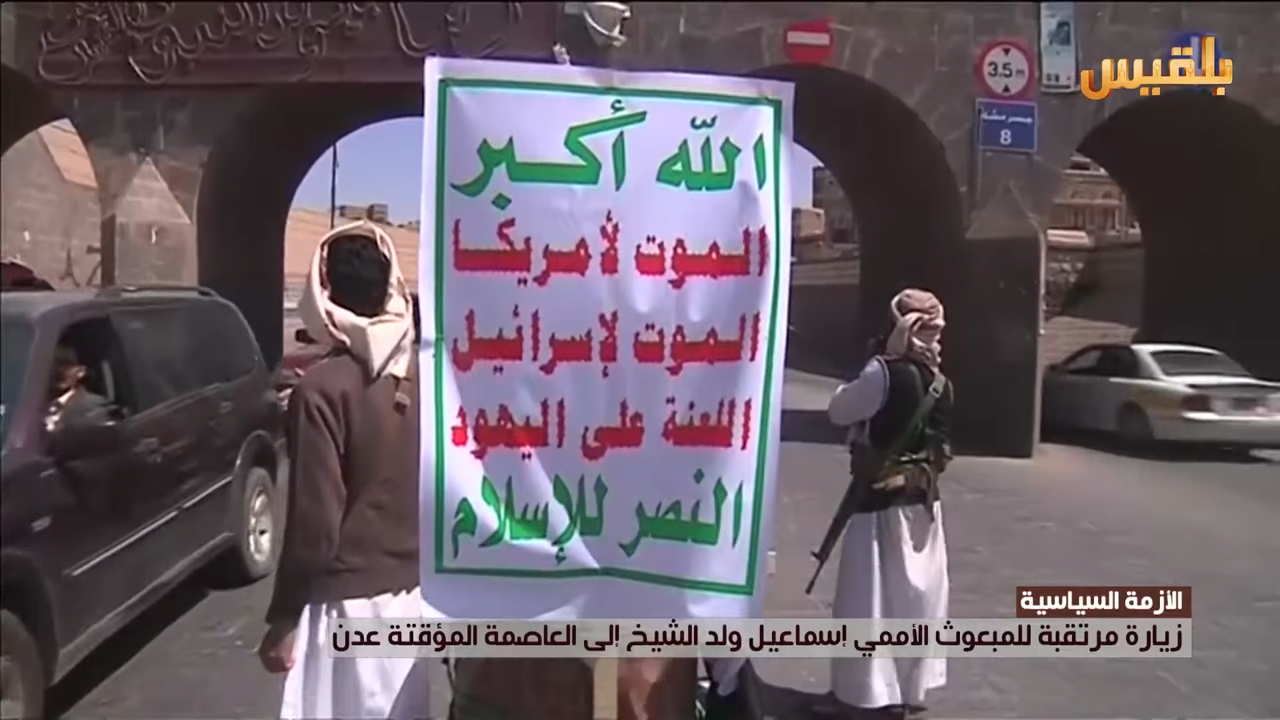 بلقيس
3.5m
8
الله أكبر
الموت لأمريكا
الموت لإسرائيل
اللعنة على اليهود
النصر للإسلام
الأزمة السياسية
زيارة مرتقبة للمبعوث الأممي إسماعيل ولد الشيخ إلى العاصمة المؤقتة عدن